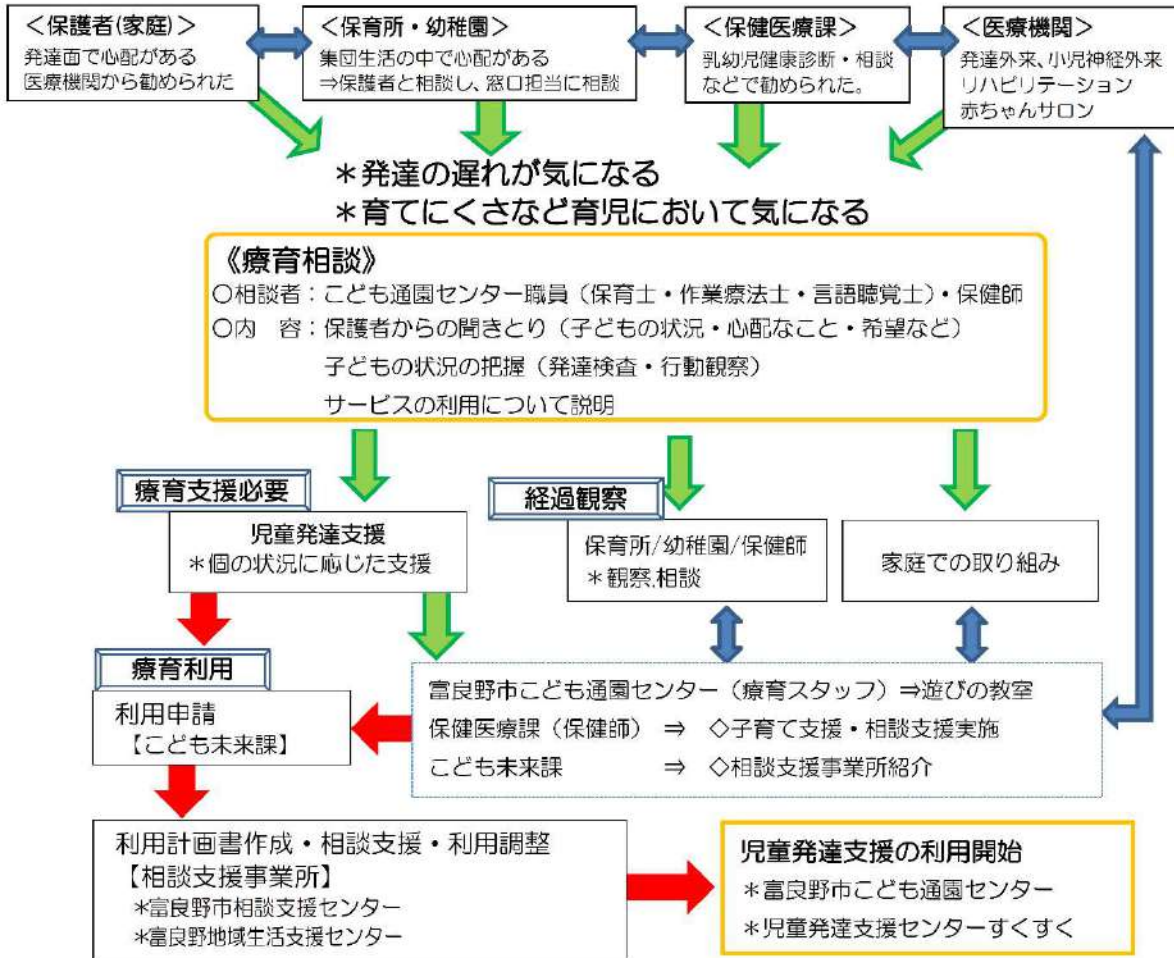 ＜保護者(家庭)＞
発達面で心配がある
医療機関から勧められた
＜保育所・幼稚園＞
集団生活の中で心配がある
⇒保護者と相談し、窓口担当に相談
＜保健医療課＞
乳幼児健康診断・相談
などで勧められた。
＜医療機関＞
発達外来、小児神経外来
リハビリテーション
赤ちゃんサロン
＊発達の遅れが気になる
＊育てにくさなど育児において気になる
《療育相談》
〇相談者：こども通園センター職員（保育士・作業療法士・言語聴覚士）・保健師
〇内　容：保護者からの聞きとり（子どもの状況・心配なこと・希望など）
子どもの状況の把握（発達検査・行動観察）
サービスの利用について説明
療育支援必要
児童発達支援
＊個の状況に応じた支援
経過観察
保育所/幼稚園/保健師
＊観察.相談
家庭での取り組み
療育利用
利用申請
【こども未来課】
富良野市こども通園センター（療育スタッフ）⇒遊びの教室
保健医療課（保健師）　⇒　◇子育て支援・相談支援実施
こども未来課　　　　　⇒　◇相談支援事業所紹介
利用計画書作成・相談支援・利用調整
【相談支援事業所】
＊富良野市相談支援センター
＊富良野地域生活支援センター
児童発達支援の利用開始
＊富良野市こども通園センター
＊児童発達支援センターすくすく